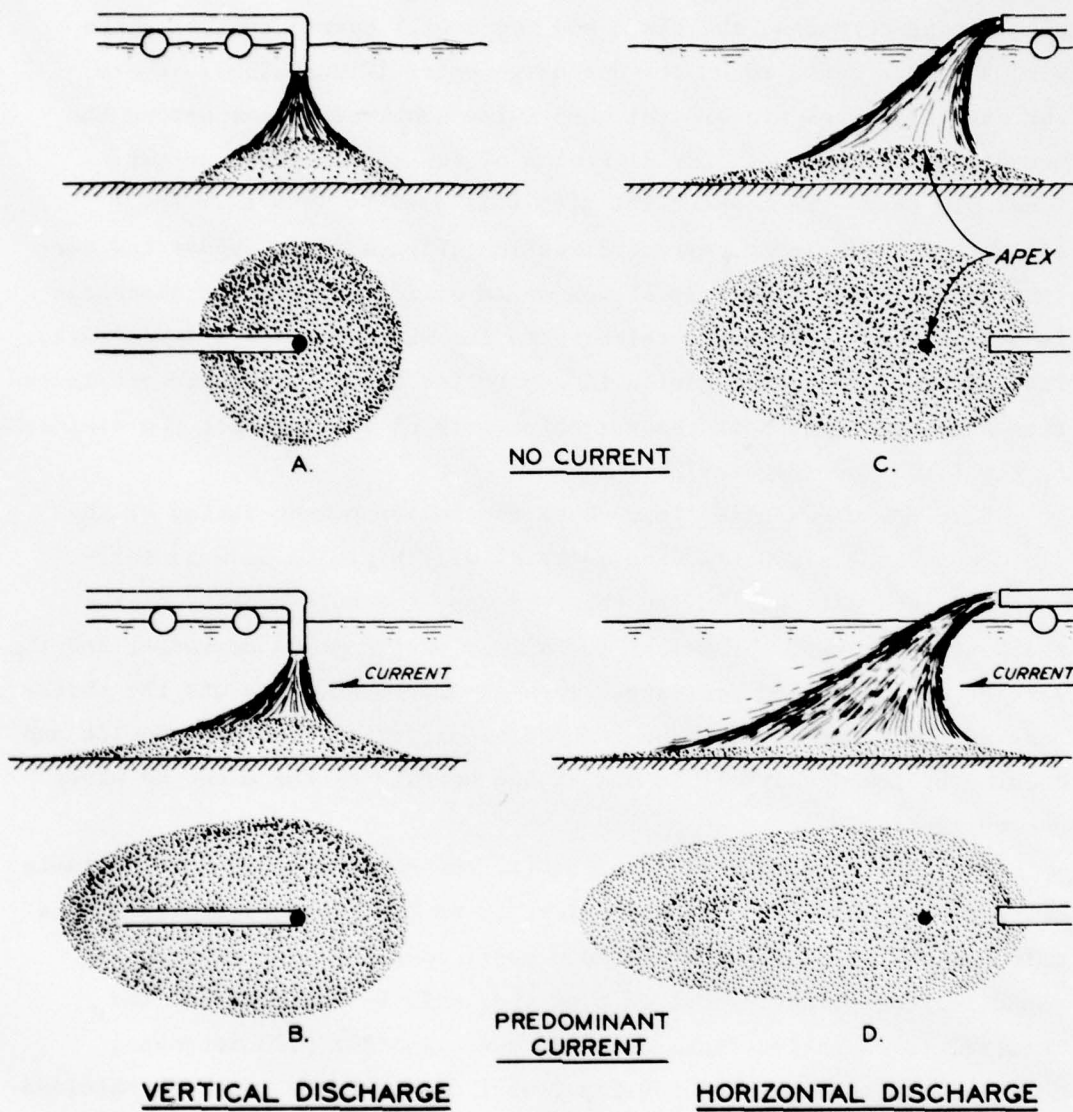 APEX
A.
NO CURRENT
C.
CURRENT
CURRENT
B.
PREDOMINANT
CURRENT
D.
VERTICAL DISCHARGE
HORIZONTAL DISCHARGE